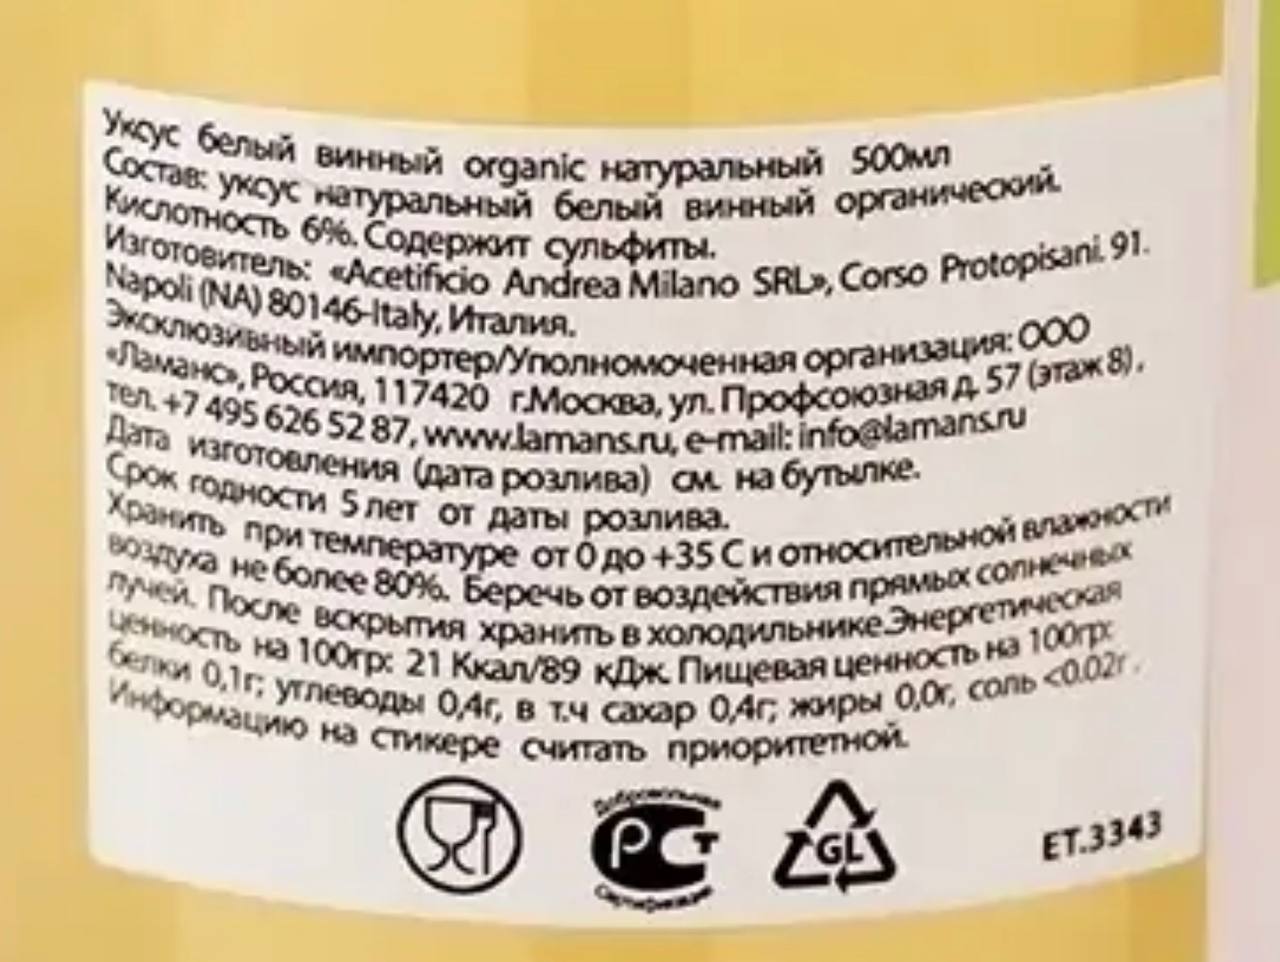 Уксус белый винный organic натуральный 500мл
Состав: уксус натуральный белый винный органический.
Кислотность 6%. Содержит сульфиты.
Изготовитель: «Acetificio Andrea Milano SRL», Corso Protopisani. 91.
Napoli (NA) 80146-Italy, Италия.
Эксклюзивный импортер/Уполномоченная организация: ООО
«Ламанс», Россия, 117420 г.Москва, ул. Профсоюзная д. 57 (этаж 8),
тел. +7 495 626 52 87, www.lamans.ru, e-mail: info@lamans.ru
Дата изготовления (дата розлива) см. на бутылке.
Срок годности 5 лет от даты розлива.
Хранить при температуре от 0 до +35 С и относительной влажности
воздуха не более 80%. Беречь от воздействия прямых солнечных
лучей. После вскрытия хранить в холодильнике.Энергетическая
ценность на 100гр: 21 Ккал/89 кДж. Пищевая ценность на 100гр:
белки 0,1г; углеводы 0,4г, в т.ч сахар 0,4г; жиры 0,0г, соль <0.02г.
Информацию на стикере считать приоритетной.
Добровольная
РСТ
Сертификация
GL
ET.3343